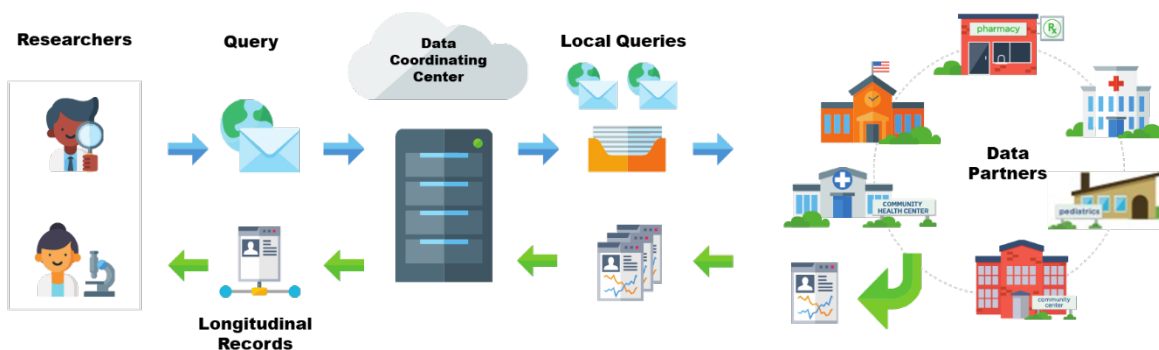 Researchers
Query
Data
Coordinating
Center
Local Queries
pharmacy
Rx
Data
Partners
COMMUNITY
HEALTH CENTER
pediatrics
community
center
Longitudinal
Records